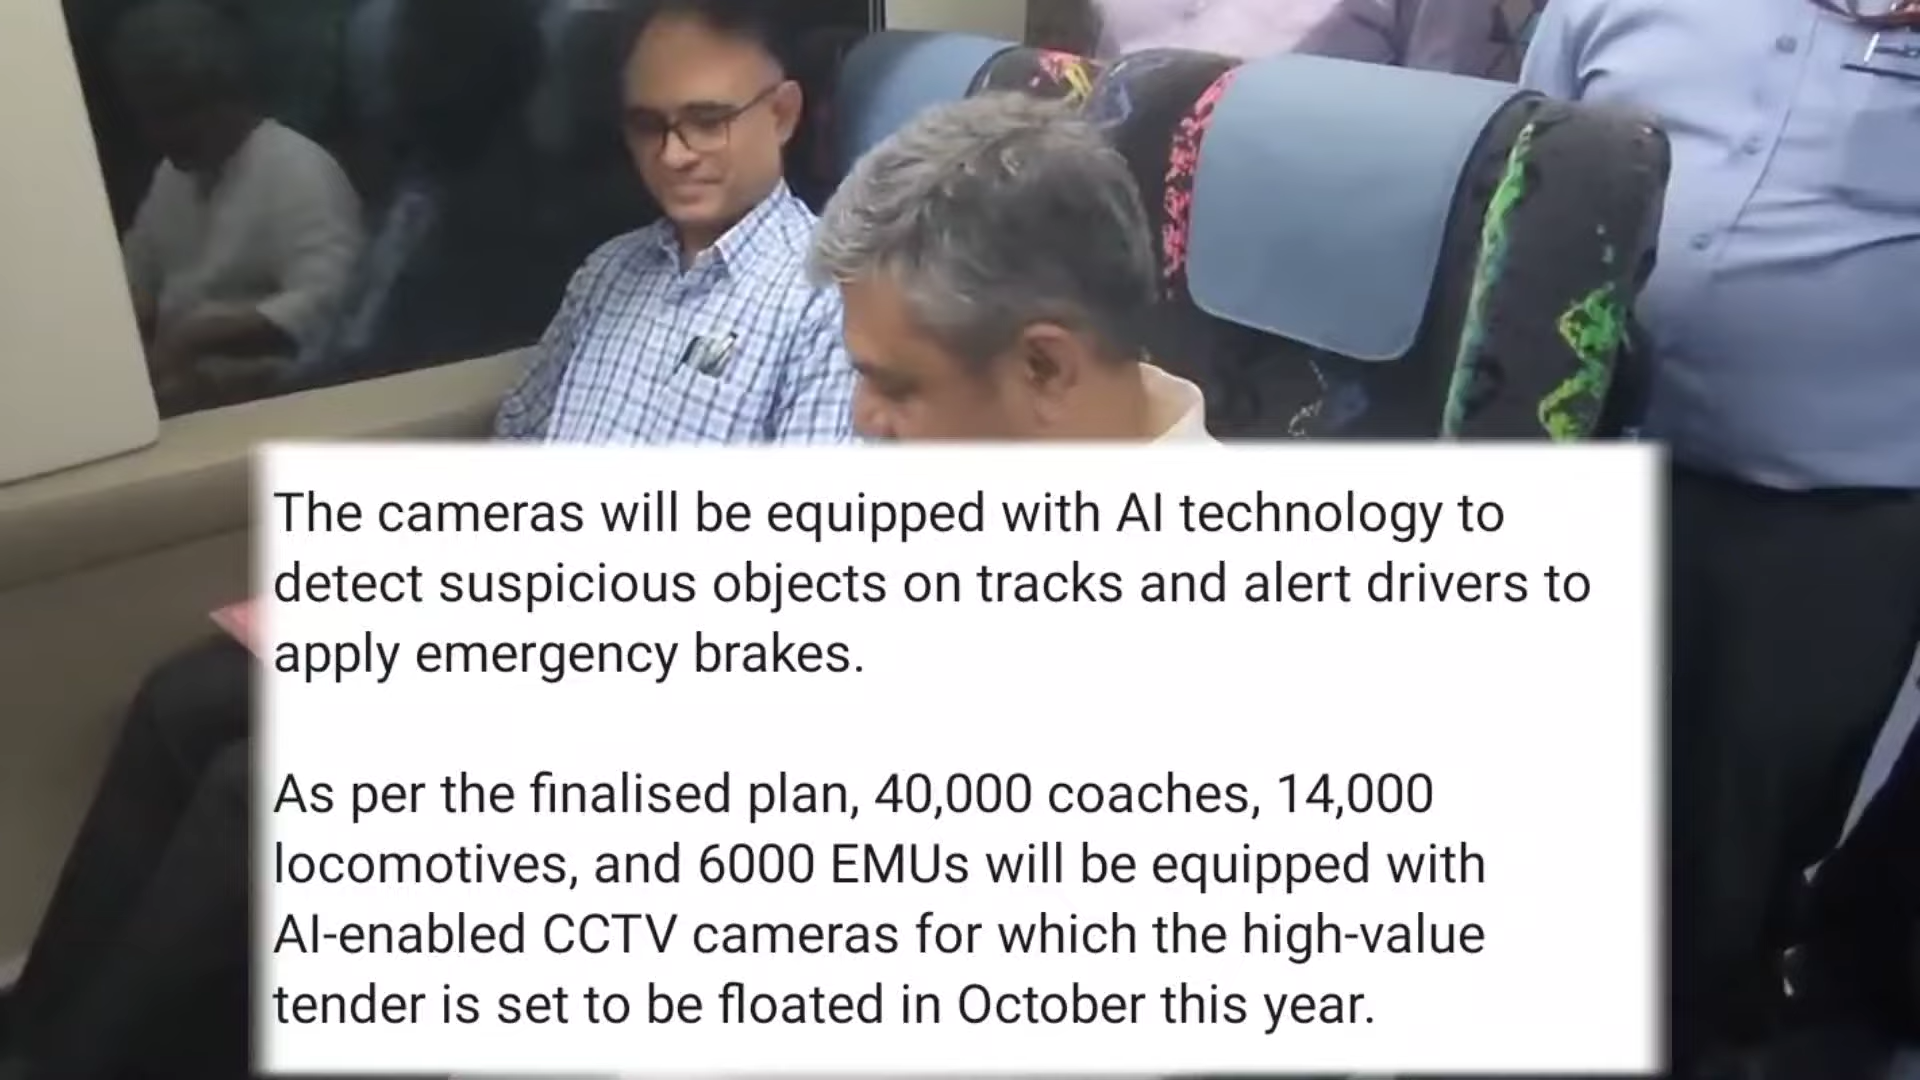 The cameras will be equipped with AI technology to
detect suspicious objects on tracks and alert drivers to
apply emergency brakes.
As per the finalised plan, 40,000 coaches, 14,000
locomotives, and 6000 EMUs will be equipped with
AI-enabled CCTV cameras for which the high-value
tender is set to be floated in October this year.